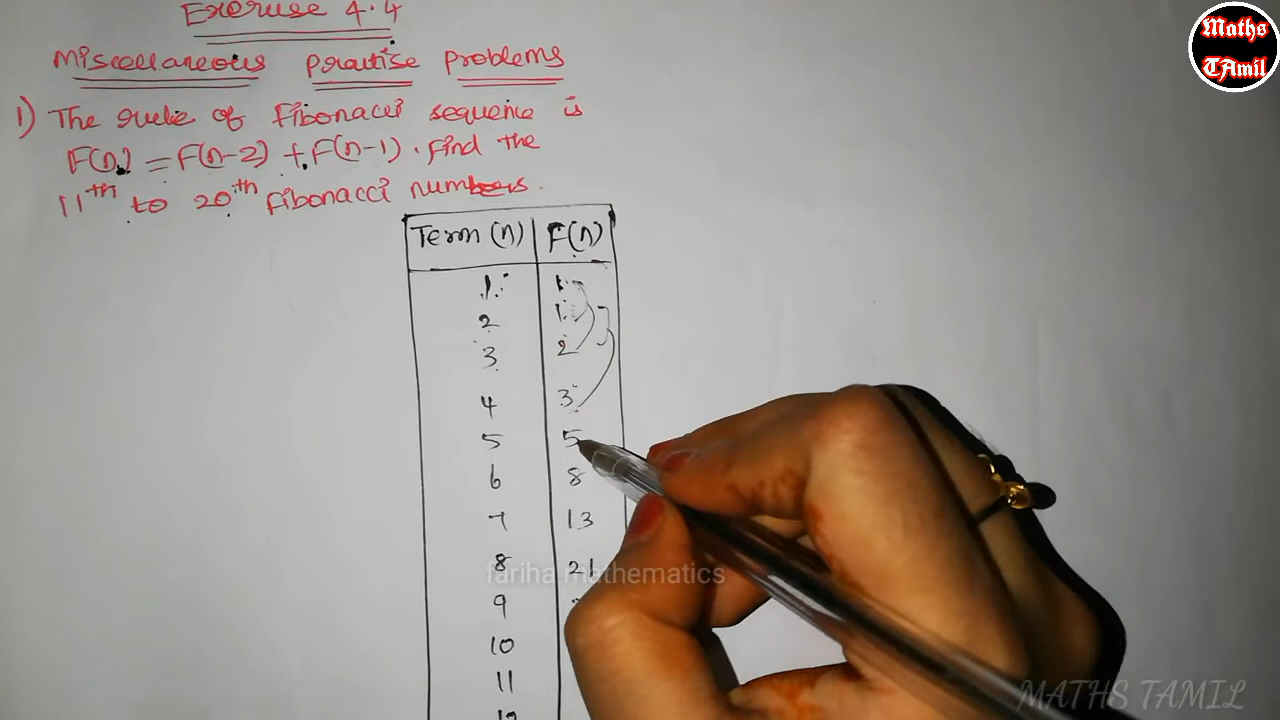 Exercise 4.4
Miscellaneous Practise Problems
1) The rule of Fibonacci sequence is
F(n) = F(n-2) + F(n-1). Find the
11th to 20th Fibonacci numbers.
Term (n) F(n)
1 1
2 1
3 2
4 3
5 5
6 8
7 13
8 21
9
10
11
12
Maths
TAmil
fariha mathematics
MATHS TAMIL